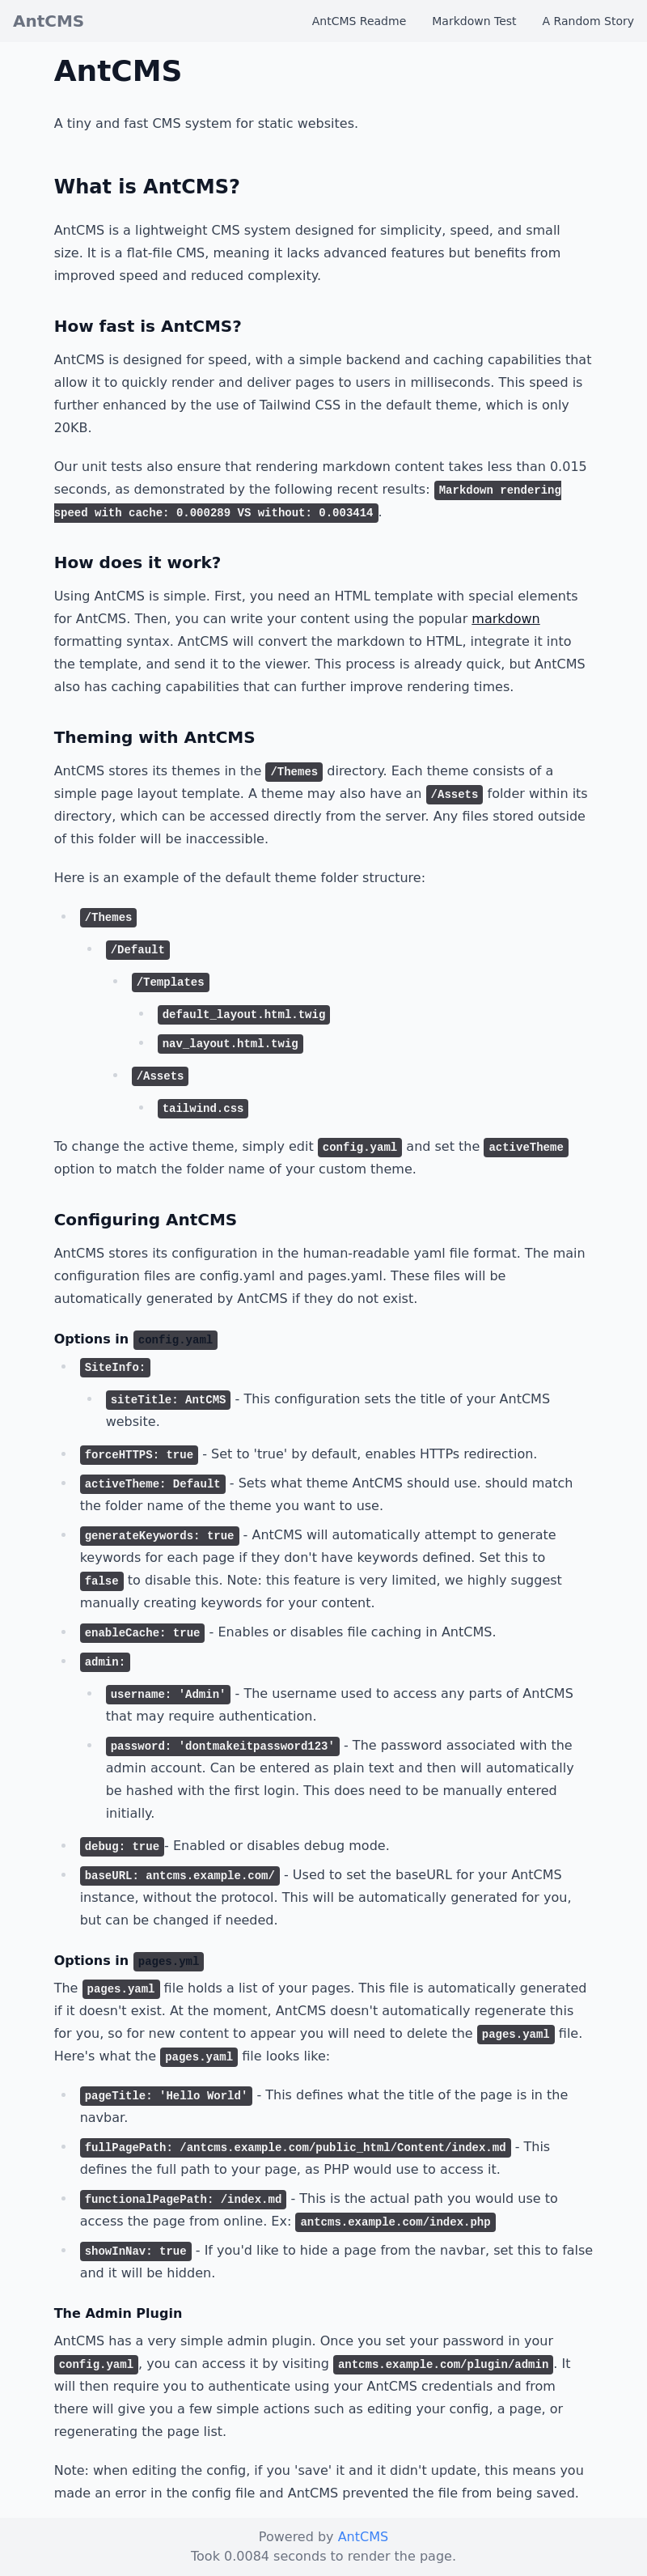 AntCMS
AntCMS Readme
Markdown Test
A Random Story
AntCMS
A tiny and fast CMS system for static websites.
What is AntCMS?
AntCMS is a lightweight CMS system designed for simplicity, speed, and small
size. It is a flat-file CMS, meaning it lacks advanced features but benefits from
improved speed and reduced complexity.
How fast is AntCMS?
AntCMS is designed for speed, with a simple backend and caching capabilities that
allow it to quickly render and deliver pages to users in milliseconds. This speed is
further enhanced by the use of Tailwind CSS in the default theme, which is only
20KB.
Our unit tests also ensure that rendering markdown content takes less than 0.015
seconds, as demonstrated by the following recent results: Markdown rendering
speed with cache: 0.000289 VS without: 0.003414.
How does it work?
Using AntCMS is simple. First, you need an HTML template with special elements
for AntCMS. Then, you can write your content using the popular markdown
formatting syntax. AntCMS will convert the markdown to HTML, integrate it into
the template, and send it to the viewer. This process is already quick, but AntCMS
also has caching capabilities that can further improve rendering times.
Theming with AntCMS
AntCMS stores its themes in the /Themes directory. Each theme consists of a
simple page layout template. A theme may also have an /Assets folder within its
directory, which can be accessed directly from the server. Any files stored outside
of this folder will be inaccessible.
Here is an example of the default theme folder structure:
/Themes
/Default
/Templates
default_layout.html.twig
nav_layout.html.twig
/Assets
tailwind.css
To change the active theme, simply edit config.yaml and set the activeTheme
option to match the folder name of your custom theme.
Configuring AntCMS
AntCMS stores its configuration in the human-readable yaml file format. The main
configuration files are config.yaml and pages.yaml. These files will be
automatically generated by AntCMS if they do not exist.
Options in config.yaml
SiteInfo:
siteTitle: AntCMS - This configuration sets the title of your AntCMS
website.
forceHTTPS: true - Set to 'true' by default, enables HTTPs redirection.
activeTheme: Default - Sets what theme AntCMS should use. should match
the folder name of the theme you want to use.
generateKeywords: true - AntCMS will automatically attempt to generate
keywords for each page if they don't have keywords defined. Set this to
false to disable this. Note: this feature is very limited, we highly suggest
manually creating keywords for your content.
enableCache: true - Enables or disables file caching in AntCMS.
admin:
username: 'Admin' - The username used to access any parts of AntCMS
that may require authentication.
password: 'dontmakeitpassword123' - The password associated with the
admin account. Can be entered as plain text and then will automatically
be hashed with the first login. This does need to be manually entered
initially.
debug: true- Enabled or disables debug mode.
baseURL: antcms.example.com/ - Used to set the baseURL for your AntCMS
instance, without the protocol. This will be automatically generated for you,
but can be changed if needed.
Options in pages.yml
The pages.yaml file holds a list of your pages. This file is automatically generated
if it doesn't exist. At the moment, AntCMS doesn't automatically regenerate this
for you, so for new content to appear you will need to delete the pages.yaml file.
Here's what the pages.yaml file looks like:
pageTitle: 'Hello World' - This defines what the title of the page is in the
navbar.
fullPagePath: /antcms.example.com/public_html/Content/index.md - This
defines the full path to your page, as PHP would use to access it.
functionalPagePath: /index.md - This is the actual path you would use to
access the page from online. Ex: antcms.example.com/index.php
showInNav: true - If you'd like to hide a page from the navbar, set this to false
and it will be hidden.
The Admin Plugin
AntCMS has a very simple admin plugin. Once you set your password in your
config.yaml, you can access it by visiting antcms.example.com/plugin/admin. It
will then require you to authenticate using your AntCMS credentials and from
there will give you a few simple actions such as editing your config, a page, or
regenerating the page list.
Note: when editing the config, if you 'save' it and it didn't update, this means you
made an error in the config file and AntCMS prevented the file from being saved.
Powered by AntCMS
Took 0.0084 seconds to render the page.